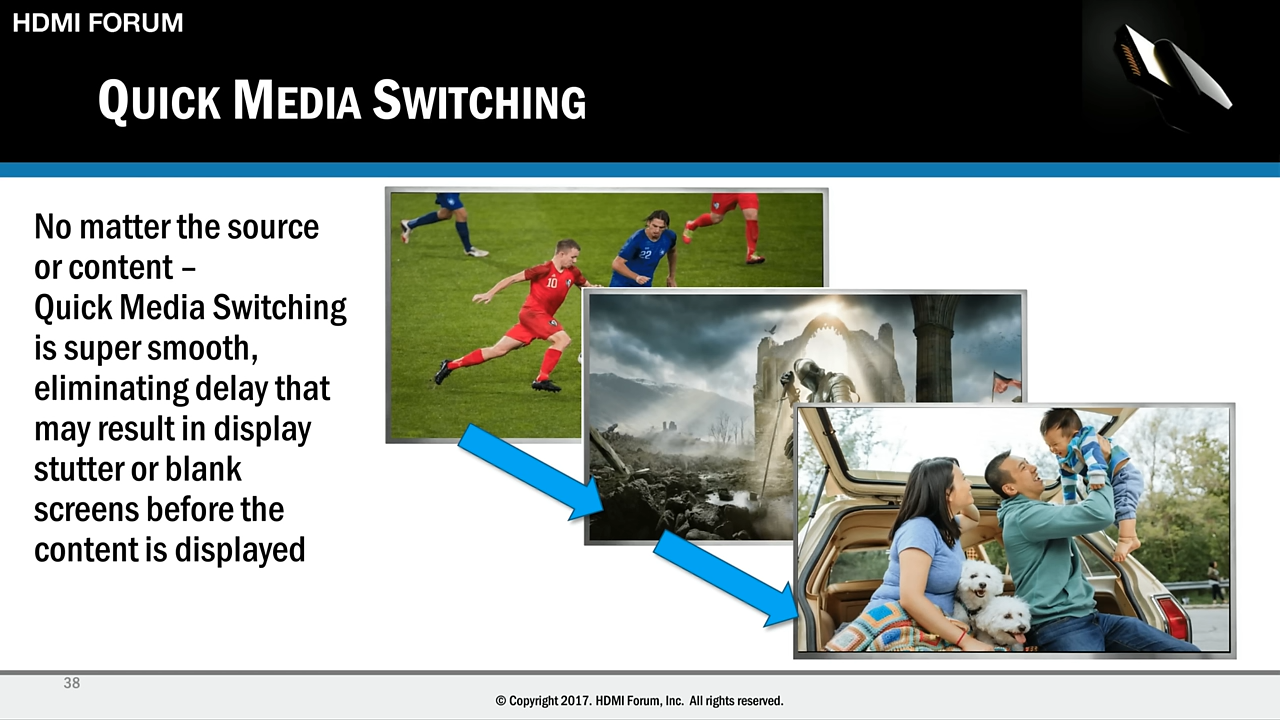 HDMI FORUM
QUICK MEDIA SWITCHING
No matter the source
or content –
Quick Media Switching
is super smooth,
eliminating delay that
may result in display
stutter or blank
screens before the
content is displayed
10
22
38
© Copyright 2017. HDMI Forum, Inc. All rights reserved.